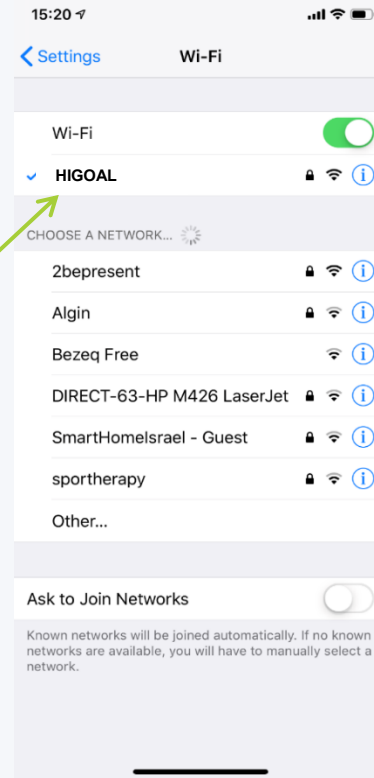 15:20
Settings
Wi-Fi
Wi-Fi
HIGOAL
CHOOSE A NETWORK...
2bepresent
Algin
Bezeq Free
DIRECT-63-HP M426 LaserJet
SmartHomeIsrael - Guest
sportherapy
Other...
Ask to Join Networks
Known networks will be joined automatically. If no known
networks are available, you will have to manually select a
network.